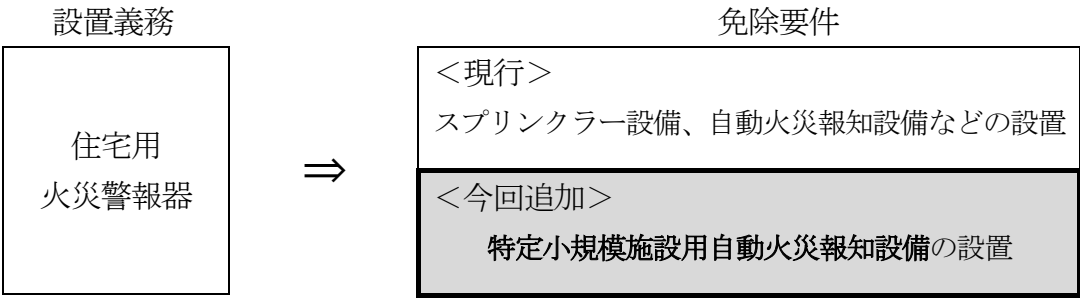 設置義務
免除要件
住宅用
火災警報器
⇒
＜現行＞
スプリンクラー設備、自動火災報知設備などの設置
＜今回追加＞
特定小規模施設用自動火災報知設備の設置